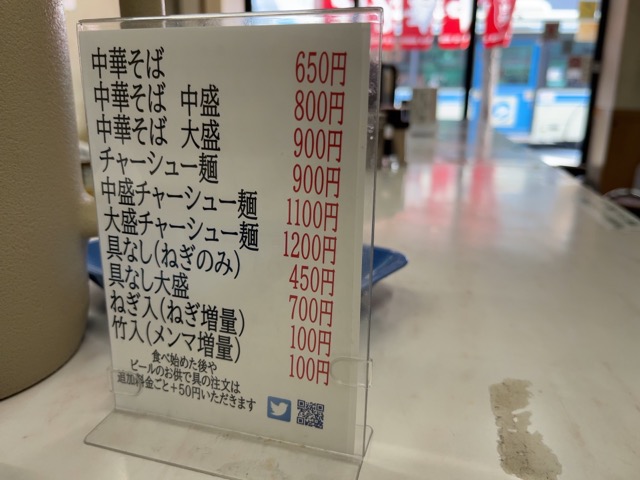 中華そば 650円
中華そば 中盛 800円
中華そば 大盛 900円
チャーシュー麺 900円
中盛チャーシュー麺 1100円
大盛チャーシュー麺 1200円
具なし(ねぎのみ) 450円
具なし大盛 700円
ねぎ入(ねぎ増量) 100円
竹入(メンマ増量) 100円
食べ始めた後や
ビールのお供で具の注文は
追加料金ごと+50円いただきます